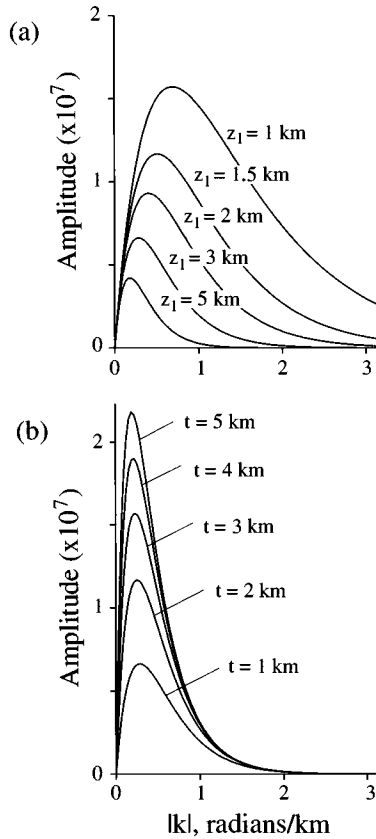 (a)
2
Amplitude (x10⁷)
z₁ = 1 km
z₁ = 1.5 km
1
z₁ = 2 km
z₁ = 3 km
z₁ = 5 km
0
0 1 2 3
(b)
t = 5 km
2
t = 4 km
Amplitude (x10⁷)
t = 3 km
t = 2 km
1
t = 1 km
0
0 1 2 3
|k|, radians/km